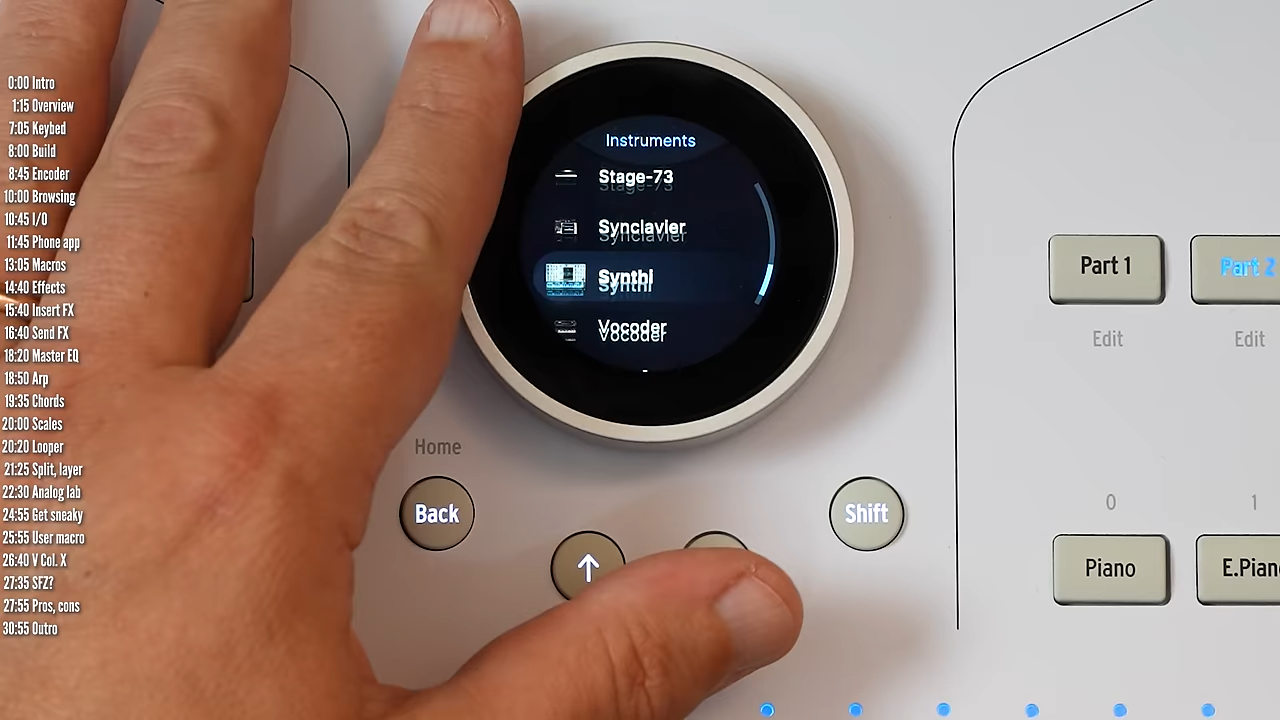 0:00 Intro
1:15 Overview
7:05 Keybed
8:00 Build
8:45 Encoder
10:00 Browsing
10:45 I/O
11:45 Phone app
13:05 Macros
14:40 Effects
15:40 Insert FX
16:40 Send FX
18:20 Master EQ
18:50 Arp
19:35 Chords
20:00 Scales
20:20 Looper
21:25 Split, layer
22:30 Analog lab
24:55 Get sneaky
25:55 User macro
26:40 V Col. X
27:35 SFZ?
27:55 Pros, cons
30:55 Outro
Instruments
Stage-73
Synclavier
Synthi
Vocoder
Home
Back
Shift
Part 1
Part 2
Edit
Edit
0
1
Piano
E.Pian